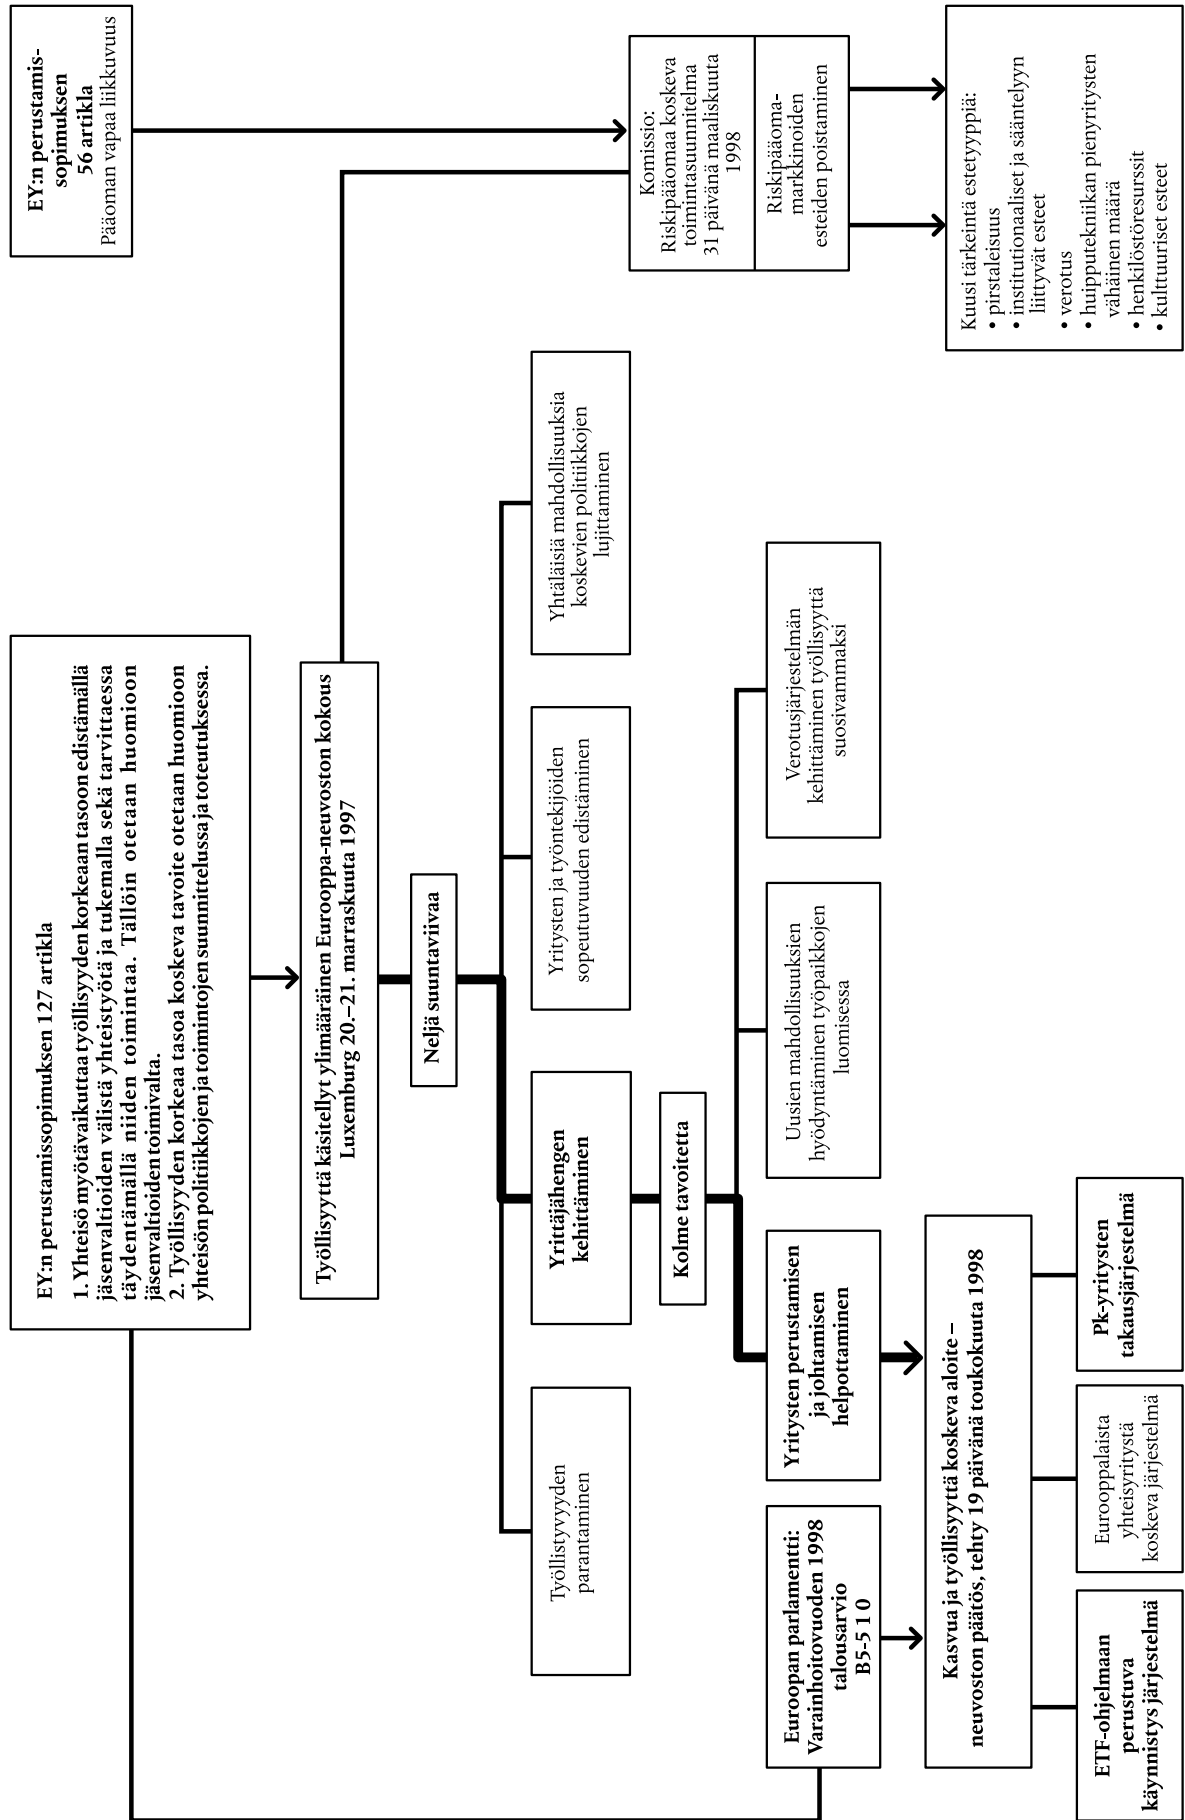 EY:n perustamissopimuksen 127 artikla
1. Yhteisö myötävaikuttaa työllisyyden korkeaan tasoon edistämällä
jäsenvaltioiden välistä yhteistyötä ja tukemalla sekä tarvittaessa
täydentämällä niiden toimintaa. Tällöin otetaan huomioon
jäsenvaltioiden toimivalta.
2. Työllisyyden korkeaa tasoa koskeva tavoite otetaan huomioon
yhteisön politiikkojen ja toimintojen suunnittelussa ja toteutuksessa.
EY:n perustamis-
sopimuksen
56 artikla
Pääoman vapaa liikkuvuus
Työllisyyttä käsitellyt ylimääräinen Eurooppa-neuvoston kokous
Luxemburg 20.–21. marraskuuta 1997
Neljä suuntaviivaa
Työllistyvyyden
parantaminen
Yrittäjähengen
kehittäminen
Yritysten ja työntekijöiden
sopeutuvuuden edistäminen
Yhtäläisiä mahdollisuuksia
koskevien politiikkojen
lujittaminen
Komissio:
Riskipääomaa koskeva
toimintasuunnitelma
31 päivänä maaliskuuta
1998
Riskipääoma-
markkinoiden
esteiden poistaminen
Kolme tavoitetta
Euroopan parlamentti:
Varainhoitovuoden 1998
talousarvio
B5-5 1 0
Yritysten perustamisen
ja johtamisen
helpottaminen
Uusien mahdollisuuksien
hyödyntäminen työpaikkojen
luomisessa
Verotusjärjestelmän
kehittäminen työllisyyttä
suosivammaksi
Kasvua ja työllisyyttä koskeva aloite –
neuvoston päätös, tehty 19 päivänä toukokuuta 1998
Kuusi tärkeintä estetyyppiä:
• pirstaleisuus
• institutionaaliset ja sääntelyyn
liittyvät esteet
• verotus
• huipputekniikan pienyritysten
vähäinen määrä
• henkilöstöresurssit
• kulttuuriset esteet
ETF-ohjelmaan
perustuva
käynnistys järjestelmä
Eurooppalaista
yhteisyritystä
koskeva järjestelmä
Pk-yritysten
takausjärjestelmä